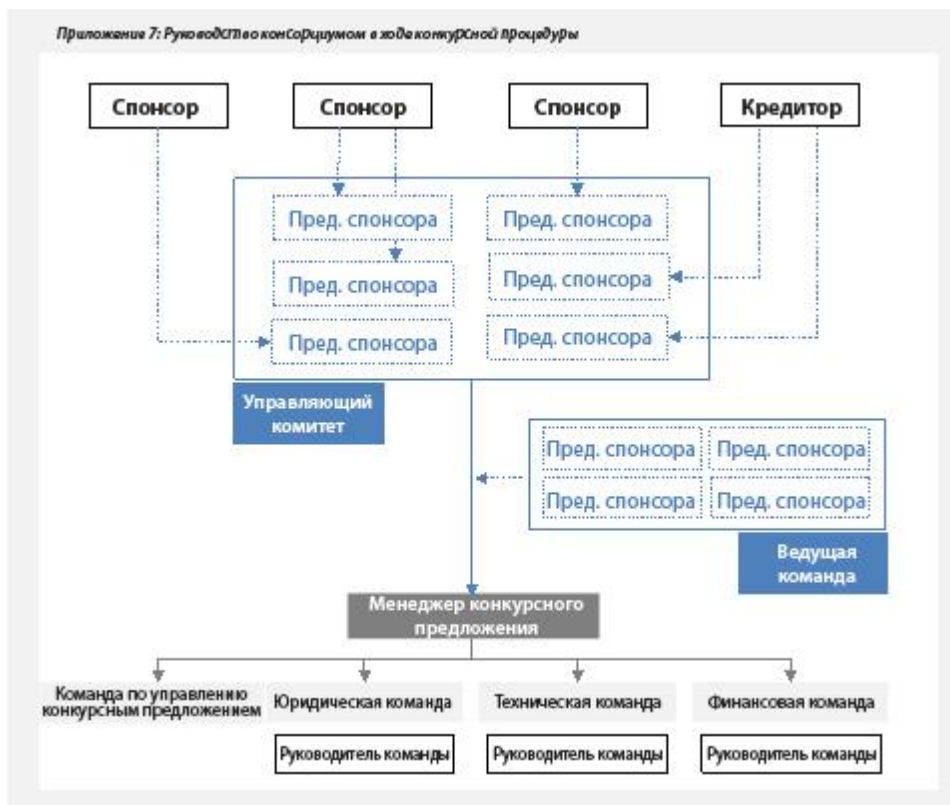 Приложение 7: Руководство консорциумом в ходе конкурсной процедуры
Спонсор
Спонсор
Спонсор
Кредитор
Пред. спонсора
Пред. спонсора
Пред. спонсора
Пред. спонсора
Пред. спонсора
Пред. спонсора
Управляющий
комитет
Пред. спонсора
Пред. спонсора
Пред. спонсора
Пред. спонсора
Ведущая
команда
Менеджер конкурсного
предложения
Команда по управлению
конкурсным предложением
Юридическая команда
Техническая команда
Финансовая команда
Руководитель команды
Руководитель команды
Руководитель команды